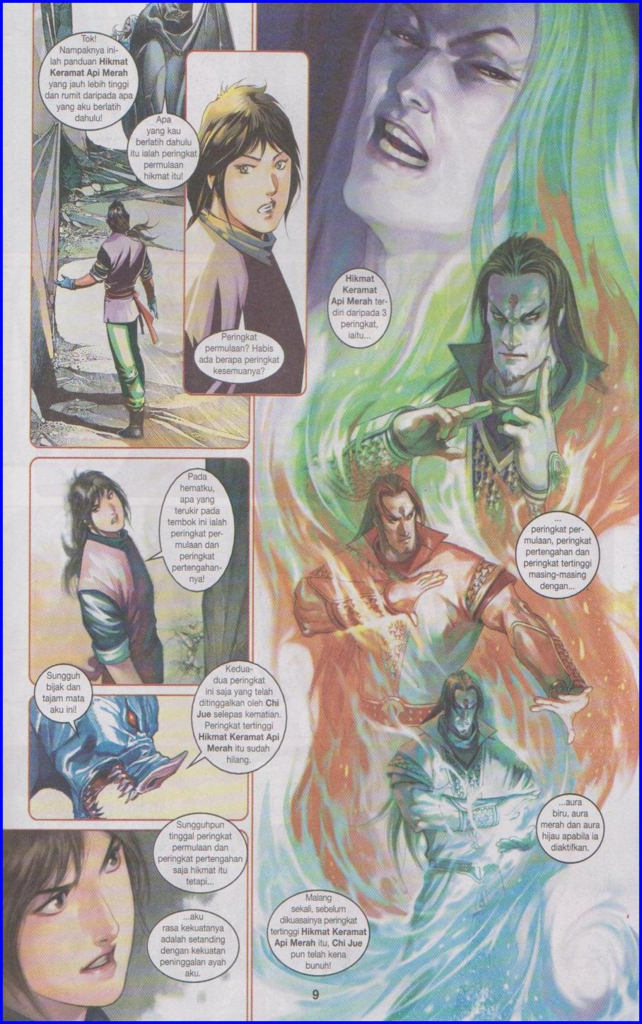 Tok!
Nampaknya in-
ilah panduan Hikmat
Keramat Api Merah
yang jauh lebih tinggi
dan rumit daripada apa
yang aku berlatih
dahulu!
Apa
yang kau
berlatih dahulu
itu ialah peringkat
permulaan
hikmat itu!
Peringkat
permulaan? Habis
ada berapa peringkat
kesemuanya?
Hikmat
Keramat
Api Merah ter-
diri daripada 3
peringkat,
iaitu...
...
peringkat per-
mulaan, peringkat
pertengahan dan
peringkat tertinggi
masing-masing
dengan...
...aura
biru, aura
merah dan aura
hijau apabila ia
diaktifkan.
Malang
sekali, sebelum
dikuasainya peringkat
tertinggi Hikmat Keramat
Api Merah itu, Chi Jue
pun telah kena
bunuh!
Pada
hematku,
apa yang
terukir pada
tembok ini ialah
peringkat per-
mulaan dan
peringkat
pertengahan-
nya!
Sungguh
bijak dan
tajam mata
aku ini!
Kedua-
dua peringkat
ini saja yang telah
ditinggalkan oleh Chi
Jue selepas kematian.
Peringkat tertinggi
Hikmat Keramat Api
Merah itu sudah
hilang.
Sungguhpun
tinggal peringkat
permulaan dan
peringkat pertengahan
saja hikmat itu
tetapi...
...aku
rasa kekuatanya
adalah setanding
dengan kekuatan
peninggalan ayah
aku.
9